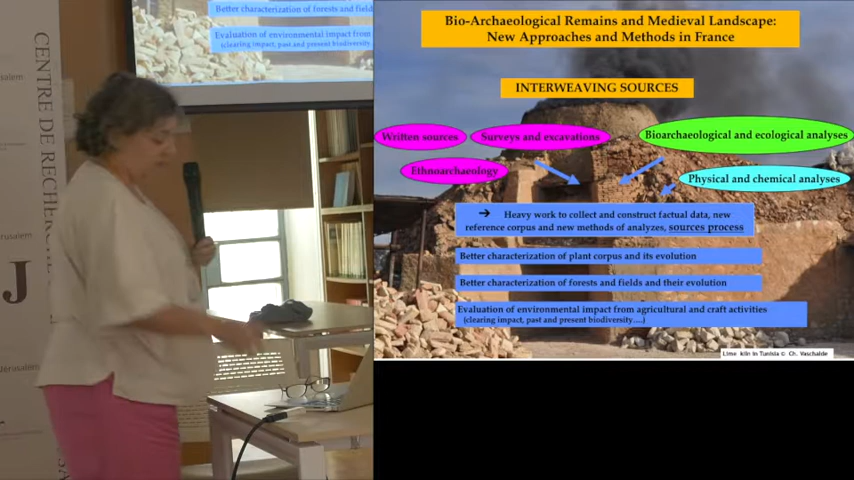 Better characterization of forests and field
Evaluation of environmental impact from
(clearing impact, past and present biodiversity
CENTRE DE RECHERCHE
J
Bio-Archaeological Remains and Medieval Landscape:
New Approaches and Methods in France
INTERWEAVING SOURCES
Written sources
Surveys and excavations
Bioarchaeological and ecological analyses
Ethnoarchaeology
Physical and chemical analyses
➔ Heavy work to collect and construct factual data, new
reference corpus and new methods of analyzes, sources process
Better characterization of plant corpus and its evolution
Better characterization of forests and fields and their evolution
Evaluation of environmental impact from agricultural and craft activities
(clearing impact, past and present biodiversity....)
Lime kiln in Tunisia © Ch. Vaschalde